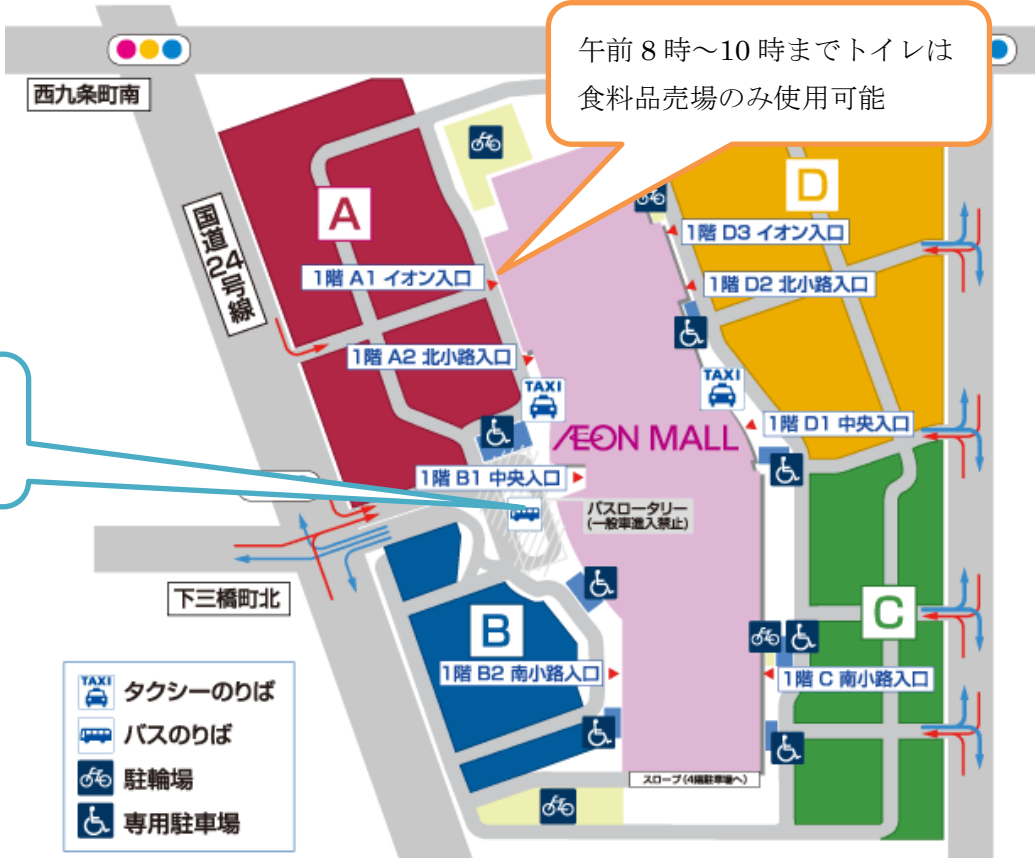 午前8時～10時までトイレは
食料品売場のみ使用可能
西九条町南
国道24号線
A
D
1階 D3 イオン入口
1階 A1 イオン入口
1階 D2 北小路入口
1階 A2 北小路入口
TAXI
TAXI
1階 D1 中央入口
ÆON MALL
1階 B1 中央入口
バスロータリー
(一般車進入禁止)
下三橋町北
B
C
1階 B2 南小路入口
1階 C 南小路入口
スロープ(4階駐車場へ)
TAXI
タクシーのりば
バスのりば
駐輪場
専用駐車場